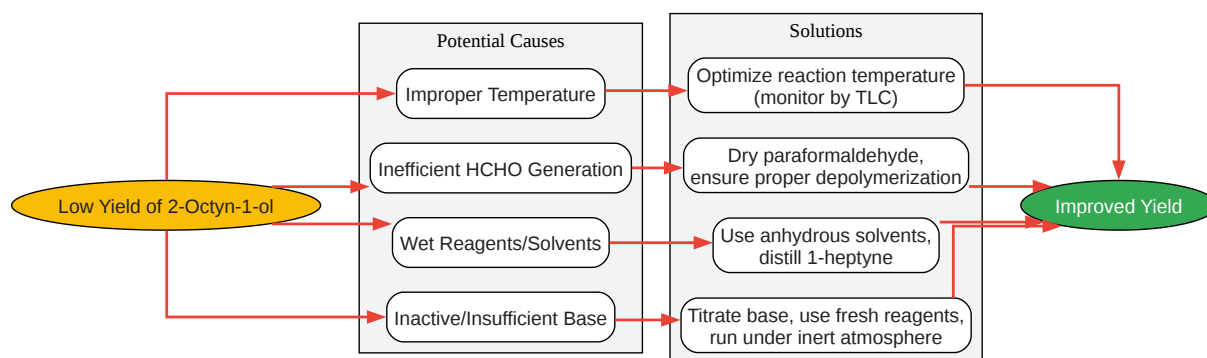 Potential Causes
Solutions
Improper Temperature
Optimize reaction temperature
(monitor by TLC)
Inefficient HCHO Generation
Dry paraformaldehyde,
ensure proper depolymerization
Low Yield of 2-Octyn-1-ol
Improved Yield
Wet Reagents/Solvents
Use anhydrous solvents,
distill 1-heptyne
Inactive/Insufficient Base
Titrate base, use fresh reagents,
run under inert atmosphere